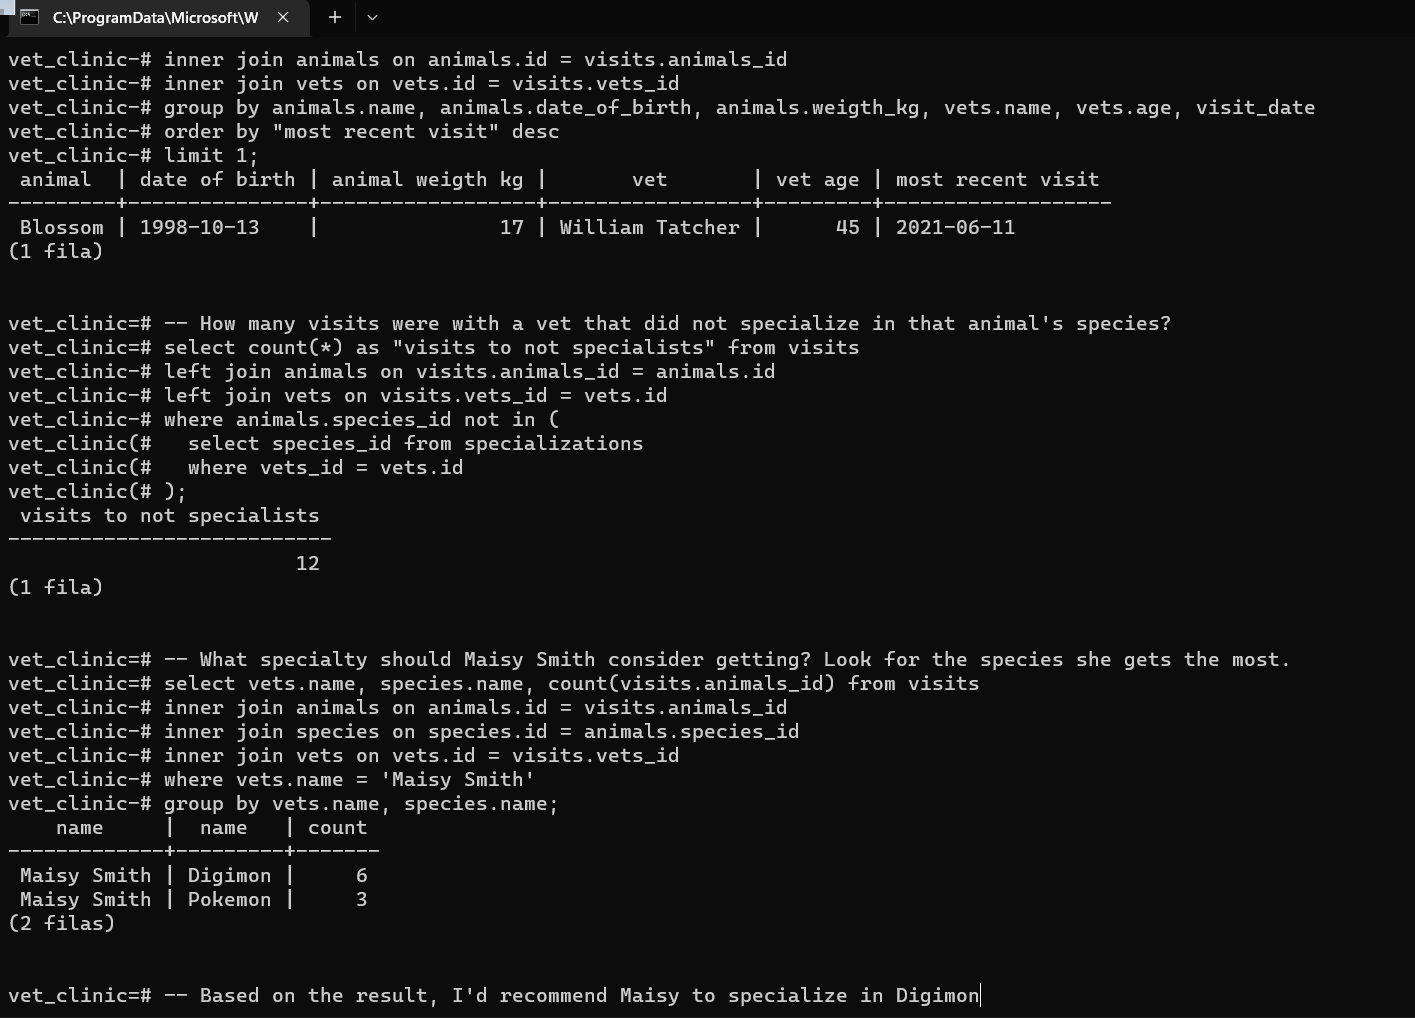 C:\ProgramData\Microsoft\W
vet_clinic-# inner join animals on animals.id = visits.animals_id
vet_clinic-# inner join vets on vets.id = visits.vets_id
vet_clinic-# group by animals.name, animals.date_of_birth, animals.weigth_kg, vets.name, vets.age, visit_date
vet_clinic-# order by "most recent visit" desc
vet_clinic-# limit 1;
 animal  | date of birth | animal weigth kg |       vet       | vet age | most recent visit
---------+---------------+------------------+-----------------+---------+-------------------
 Blossom | 1998-10-13    |               17 | William Tatcher |      45 | 2021-06-11
(1 fila)
vet_clinic=# -- How many visits were with a vet that did not specialize in that animal's species?
vet_clinic=# select count(*) as "visits to not specialists" from visits
vet_clinic-# left join animals on visits.animals_id = animals.id
vet_clinic-# left join vets on visits.vets_id = vets.id
vet_clinic-# where animals.species_id not in (
vet_clinic(#   select species_id from specializations
vet_clinic(#   where vets_id = vets.id
vet_clinic(# );
 visits to not specialists
---------------------------
                        12
(1 fila)
vet_clinic=# -- What specialty should Maisy Smith consider getting? Look for the species she gets the most.
vet_clinic=# select vets.name, species.name, count(visits.animals_id) from visits
vet_clinic-# inner join animals on animals.id = visits.animals_id
vet_clinic-# inner join species on species.id = animals.species_id
vet_clinic-# inner join vets on vets.id = visits.vets_id
vet_clinic-# where vets.name = 'Maisy Smith'
vet_clinic-# group by vets.name, species.name;
    name     |  name   | count
-------------+---------+-------
 Maisy Smith | Digimon |     6
 Maisy Smith | Pokemon |     3
(2 filas)
vet_clinic=# -- Based on the result, I'd recommend Maisy to specialize in Digimon